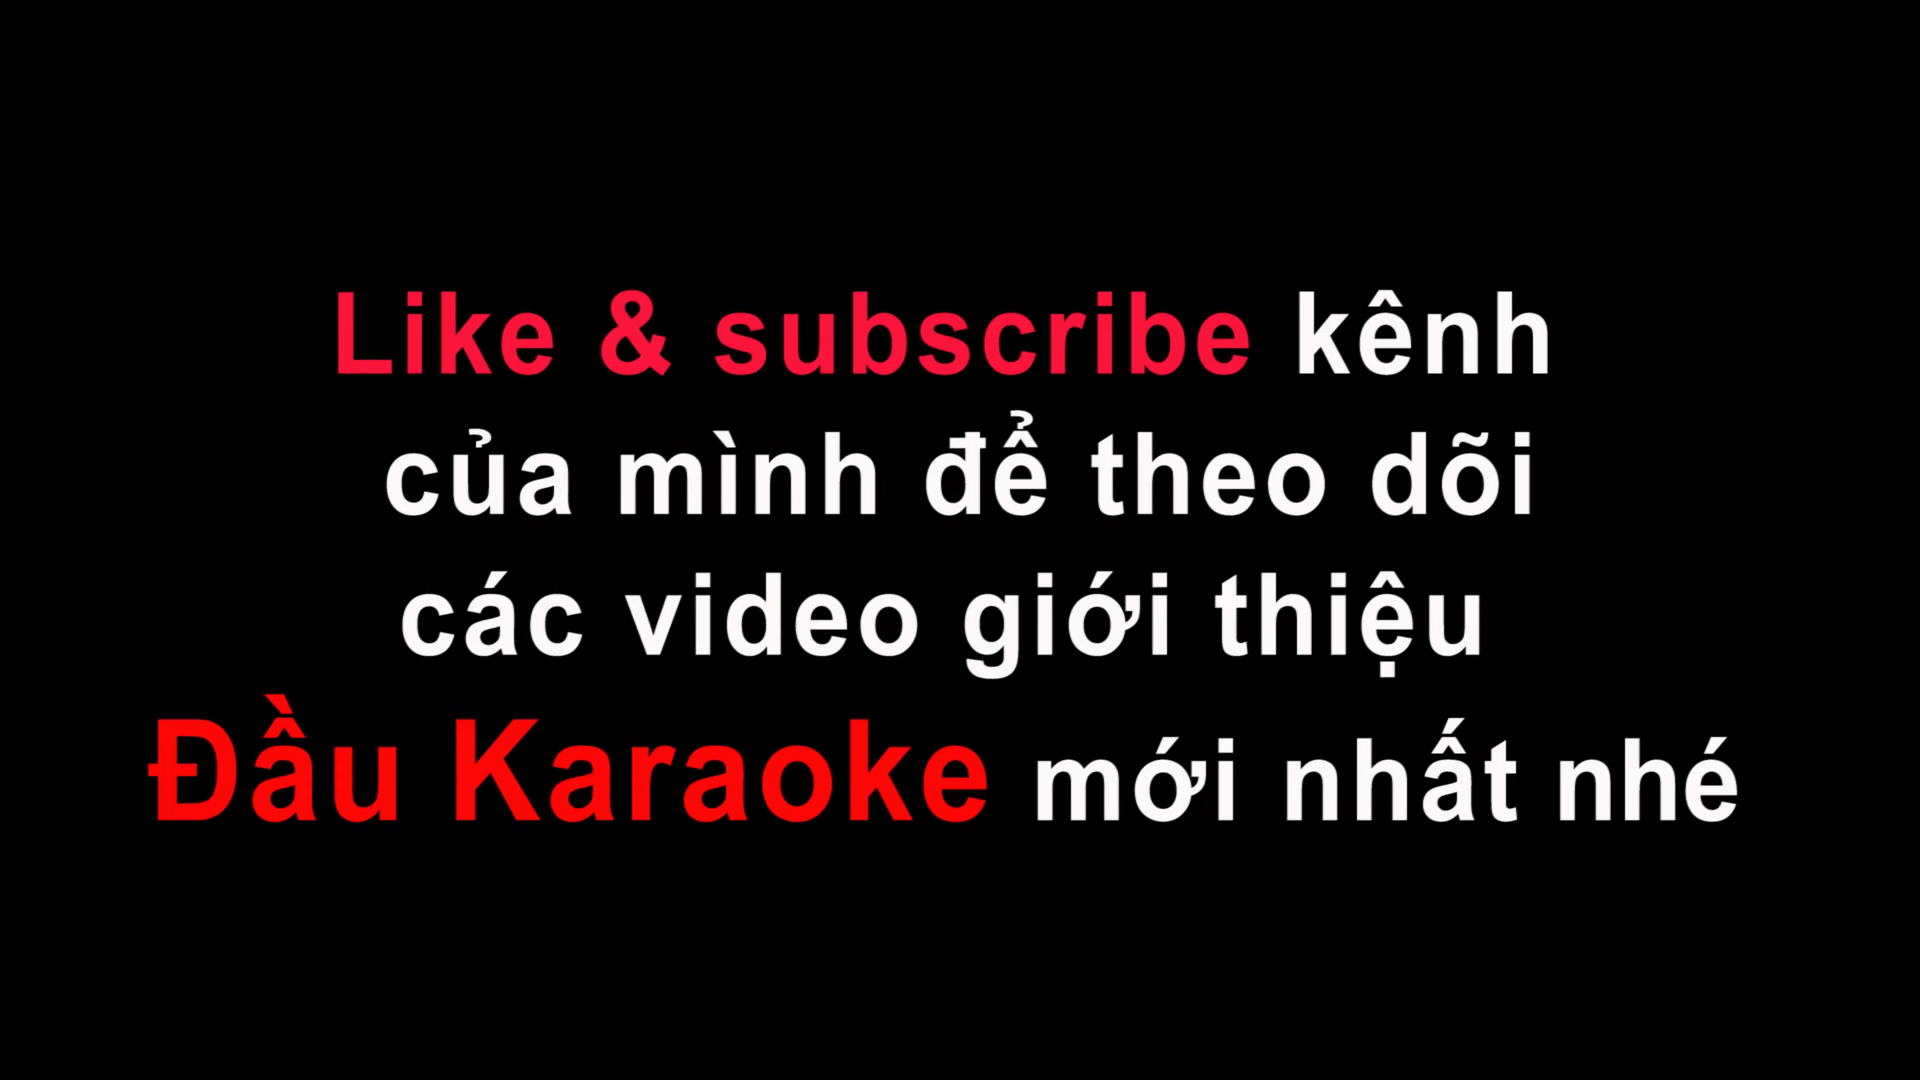 Like & subscribe kênh
của mình để theo dõi
các video giới thiệu
Đầu Karaoke mới nhất nhé